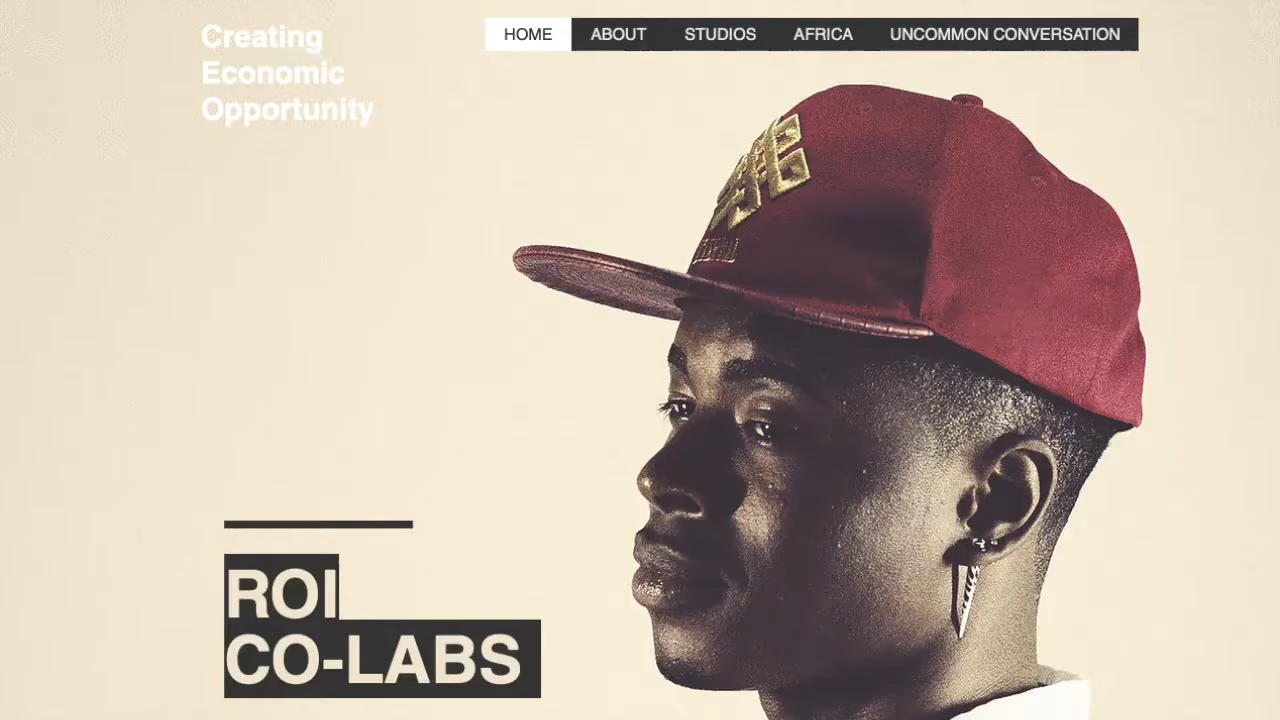 Creating
Economic
Opportunity
HOME ABOUT STUDIOS AFRICA UNCOMMON CONVERSATION
ROI
CO-LABS